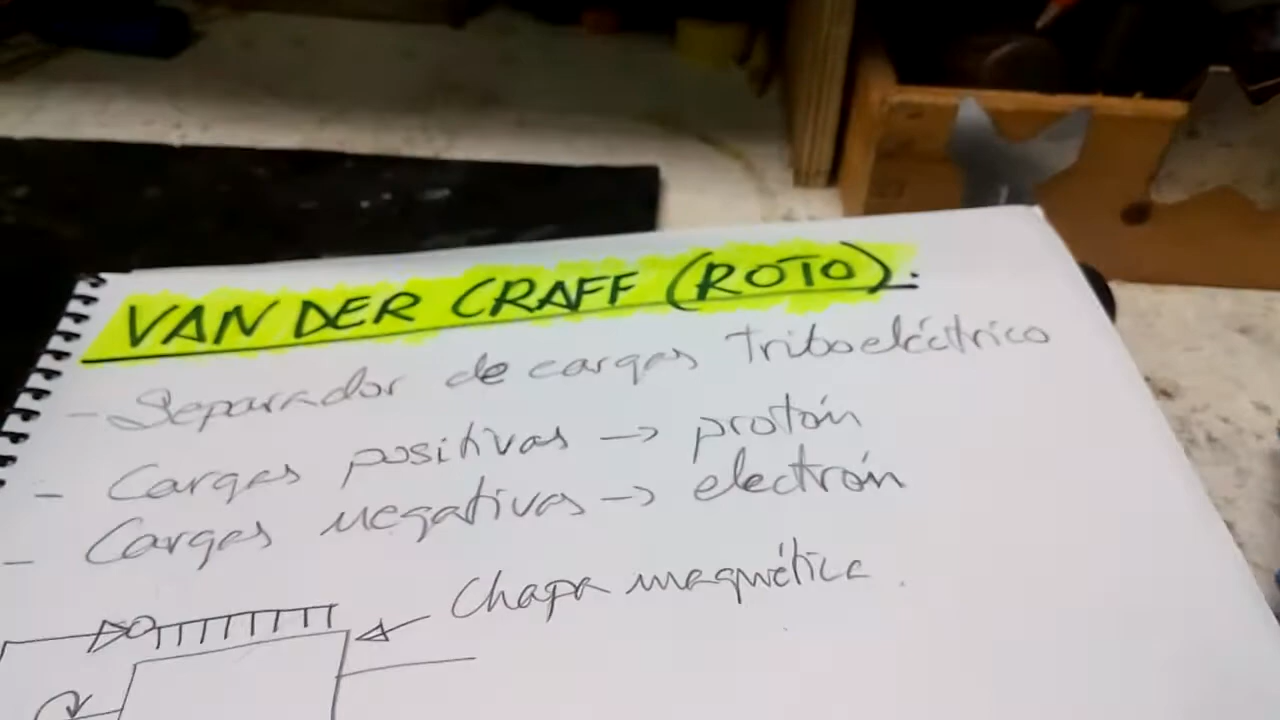 VAN DER CRAFF (ROTO).
- Separador de cargas Triboeléctrico
- Cargas positivas → protón
- Cargas negativas → electrón
Chapa magnética.